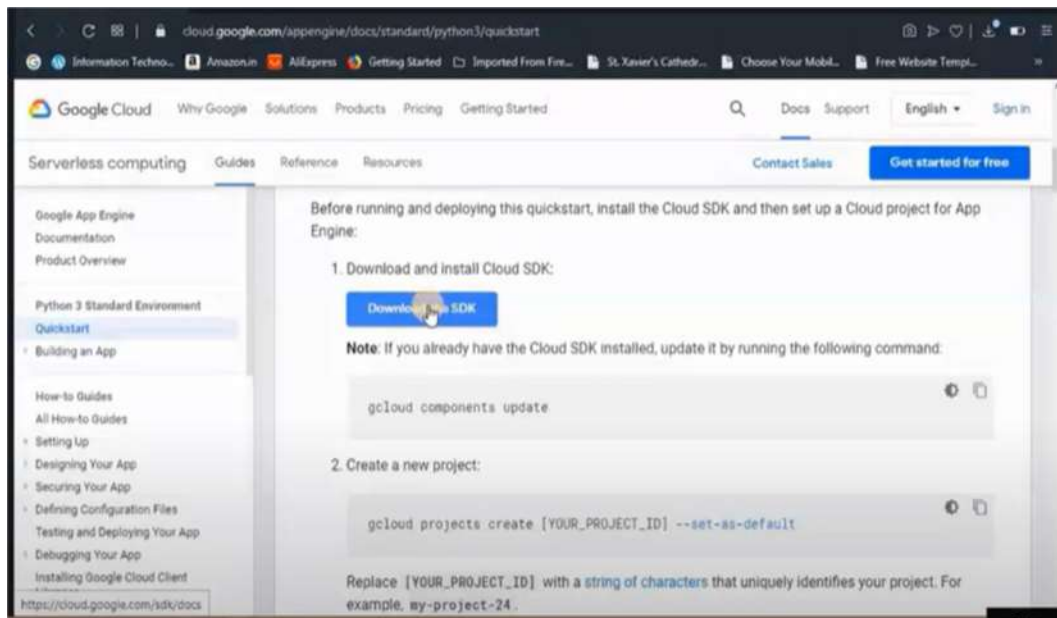 cloud.google.com/appengine/docs/standard/python3/quickstart
Information Techno... Amazon.in AliExpress Getting Started Imported From Fire... St. Xavier's Cathedr... Choose Your Mobil... Free Website Templ... »
Google Cloud Why Google Solutions Products Pricing Getting Started Docs Support English Sign in
Serverless computing Guides Reference Resources Contact Sales Get started for free
Google App Engine
Documentation
Product Overview
Python 3 Standard Environment
Quickstart
Building an App
How-to Guides
All How-to Guides
Setting Up
Designing Your App
Securing Your App
Defining Configuration Files
Testing and Deploying Your App
Debugging Your App
Installing Google Cloud Client
https://cloud.google.com/sdk/docs
Before running and deploying this quickstart, install the Cloud SDK and then set up a Cloud project for App
Engine:
1. Download and install Cloud SDK:
Download the SDK
Note: If you already have the Cloud SDK installed, update it by running the following command:
gcloud components update
2. Create a new project:
gcloud projects create [YOUR_PROJECT_ID] --set-as-default
Replace [YOUR_PROJECT_ID] with a string of characters that uniquely identifies your project. For
example, my-project-24.